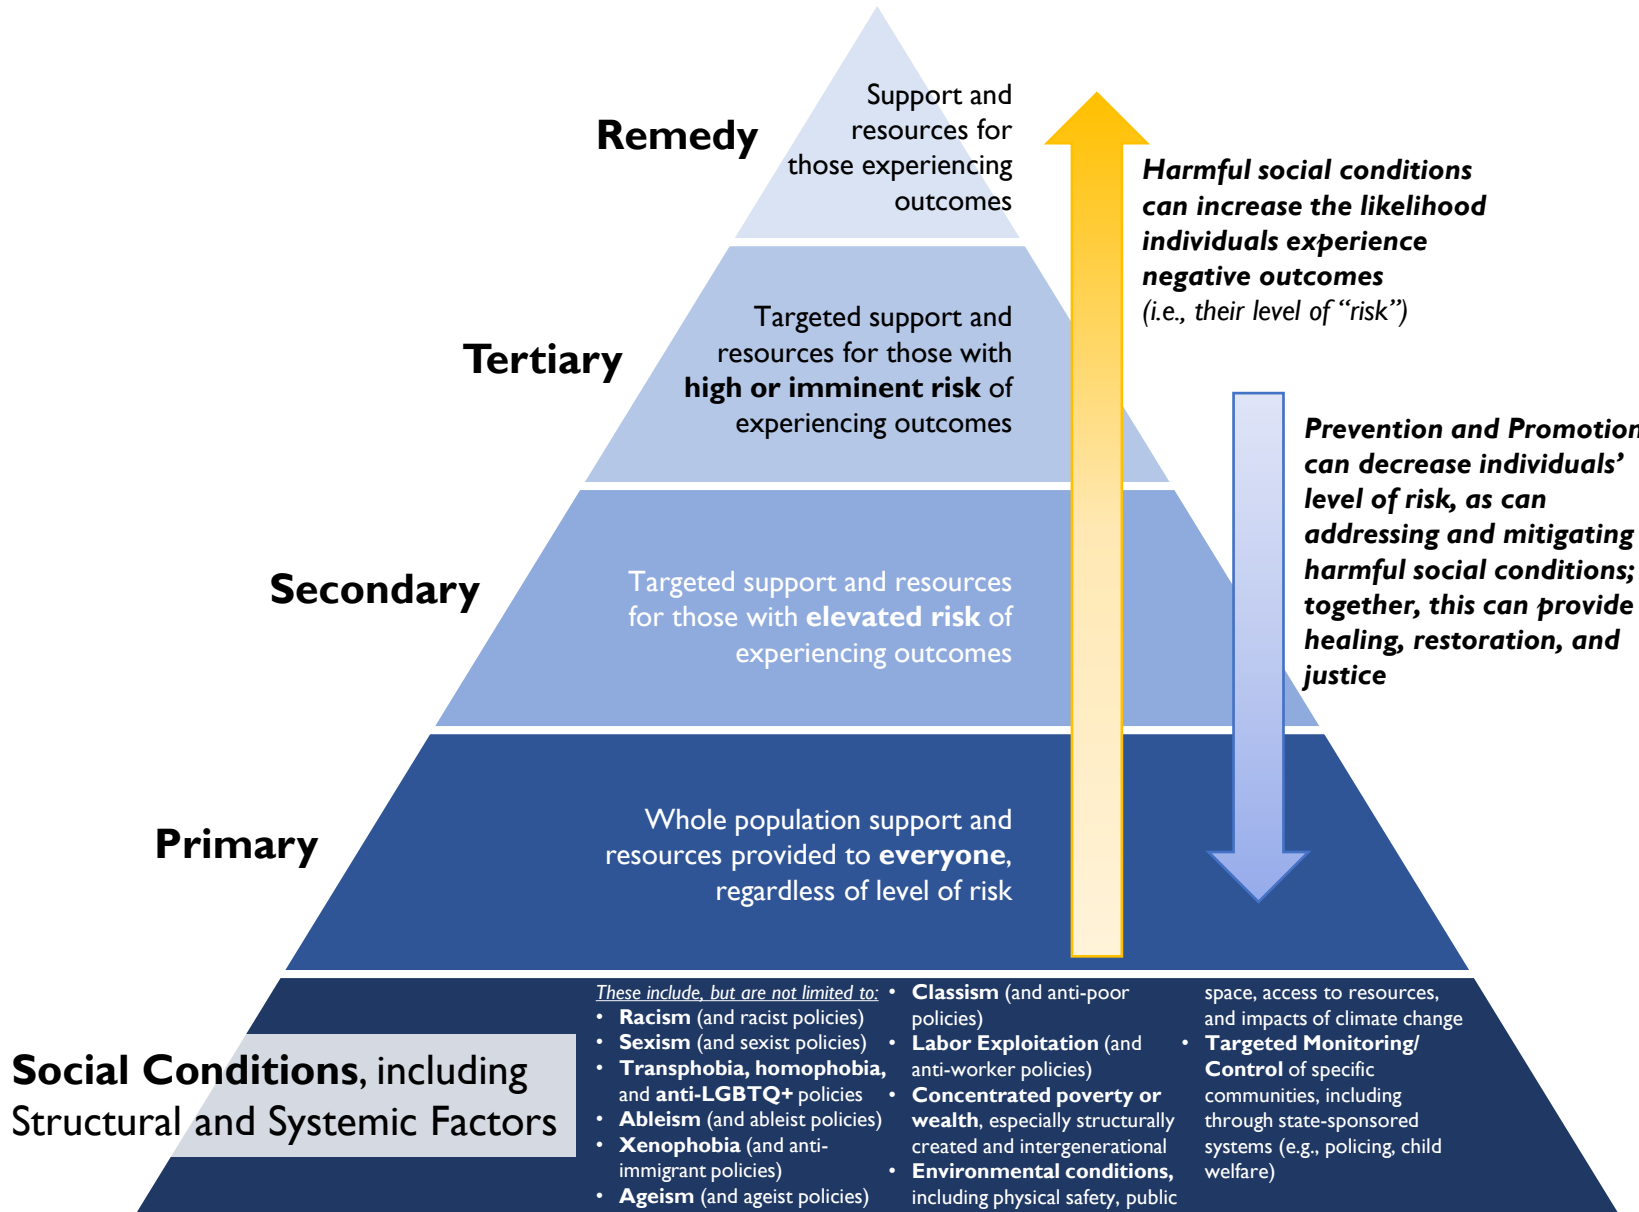 Remedy
Support and
resources for
those experiencing
outcomes
Harmful social conditions
can increase the likelihood
individuals experience
negative outcomes
(i.e., their level of “risk”)
Tertiary
Targeted support and
resources for those with
high or imminent risk of
experiencing outcomes
Prevention and Promotion
can decrease individuals’
level of risk, as can
addressing and mitigating
harmful social conditions;
together, this can provide
healing, restoration, and
justice
Secondary
Targeted support and resources
for those with elevated risk of
experiencing outcomes
Primary
Whole population support and
resources provided to everyone,
regardless of level of risk
Social Conditions, including
Structural and Systemic Factors
These include, but are not limited to:
• Racism (and racist policies)
• Sexism (and sexist policies)
• Transphobia, homophobia,
and anti-LGBTQ+ policies
• Ableism (and ableist policies)
• Xenophobia (and anti-
immigrant policies)
• Ageism (and ageist policies)
• Classism (and anti-poor
policies)
• Labor Exploitation (and
anti-worker policies)
• Concentrated poverty or
wealth, especially structurally
created and intergenerational
• Environmental conditions,
including physical safety, public
space, access to resources,
and impacts of climate change
• Targeted Monitoring/
Control of specific
communities, including
through state-sponsored
systems (e.g., policing, child
welfare)